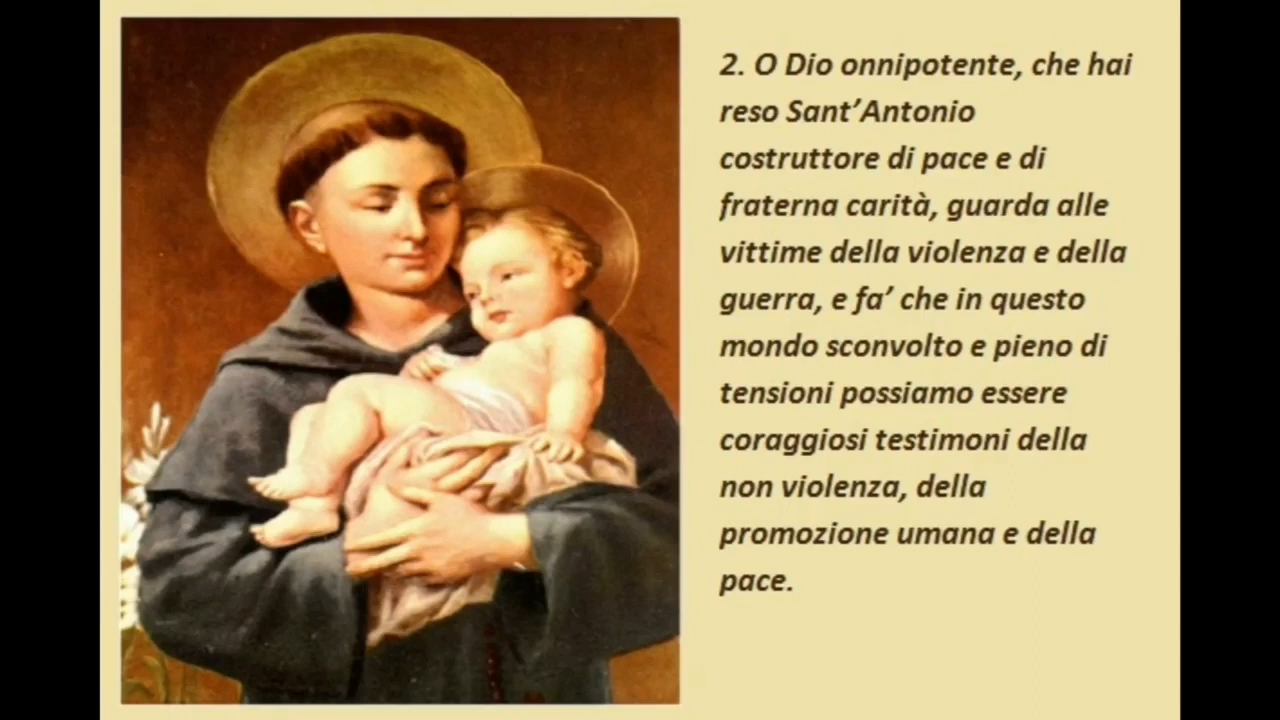 2. O Dio onnipotente, che hai
reso Sant’Antonio
costruttore di pace e di
fraterna carità, guarda alle
vittime della violenza e della
guerra, e fa’ che in questo
mondo sconvolto e pieno di
tensioni possiamo essere
coraggiosi testimoni della
non violenza, della
promozione umana e della
pace.